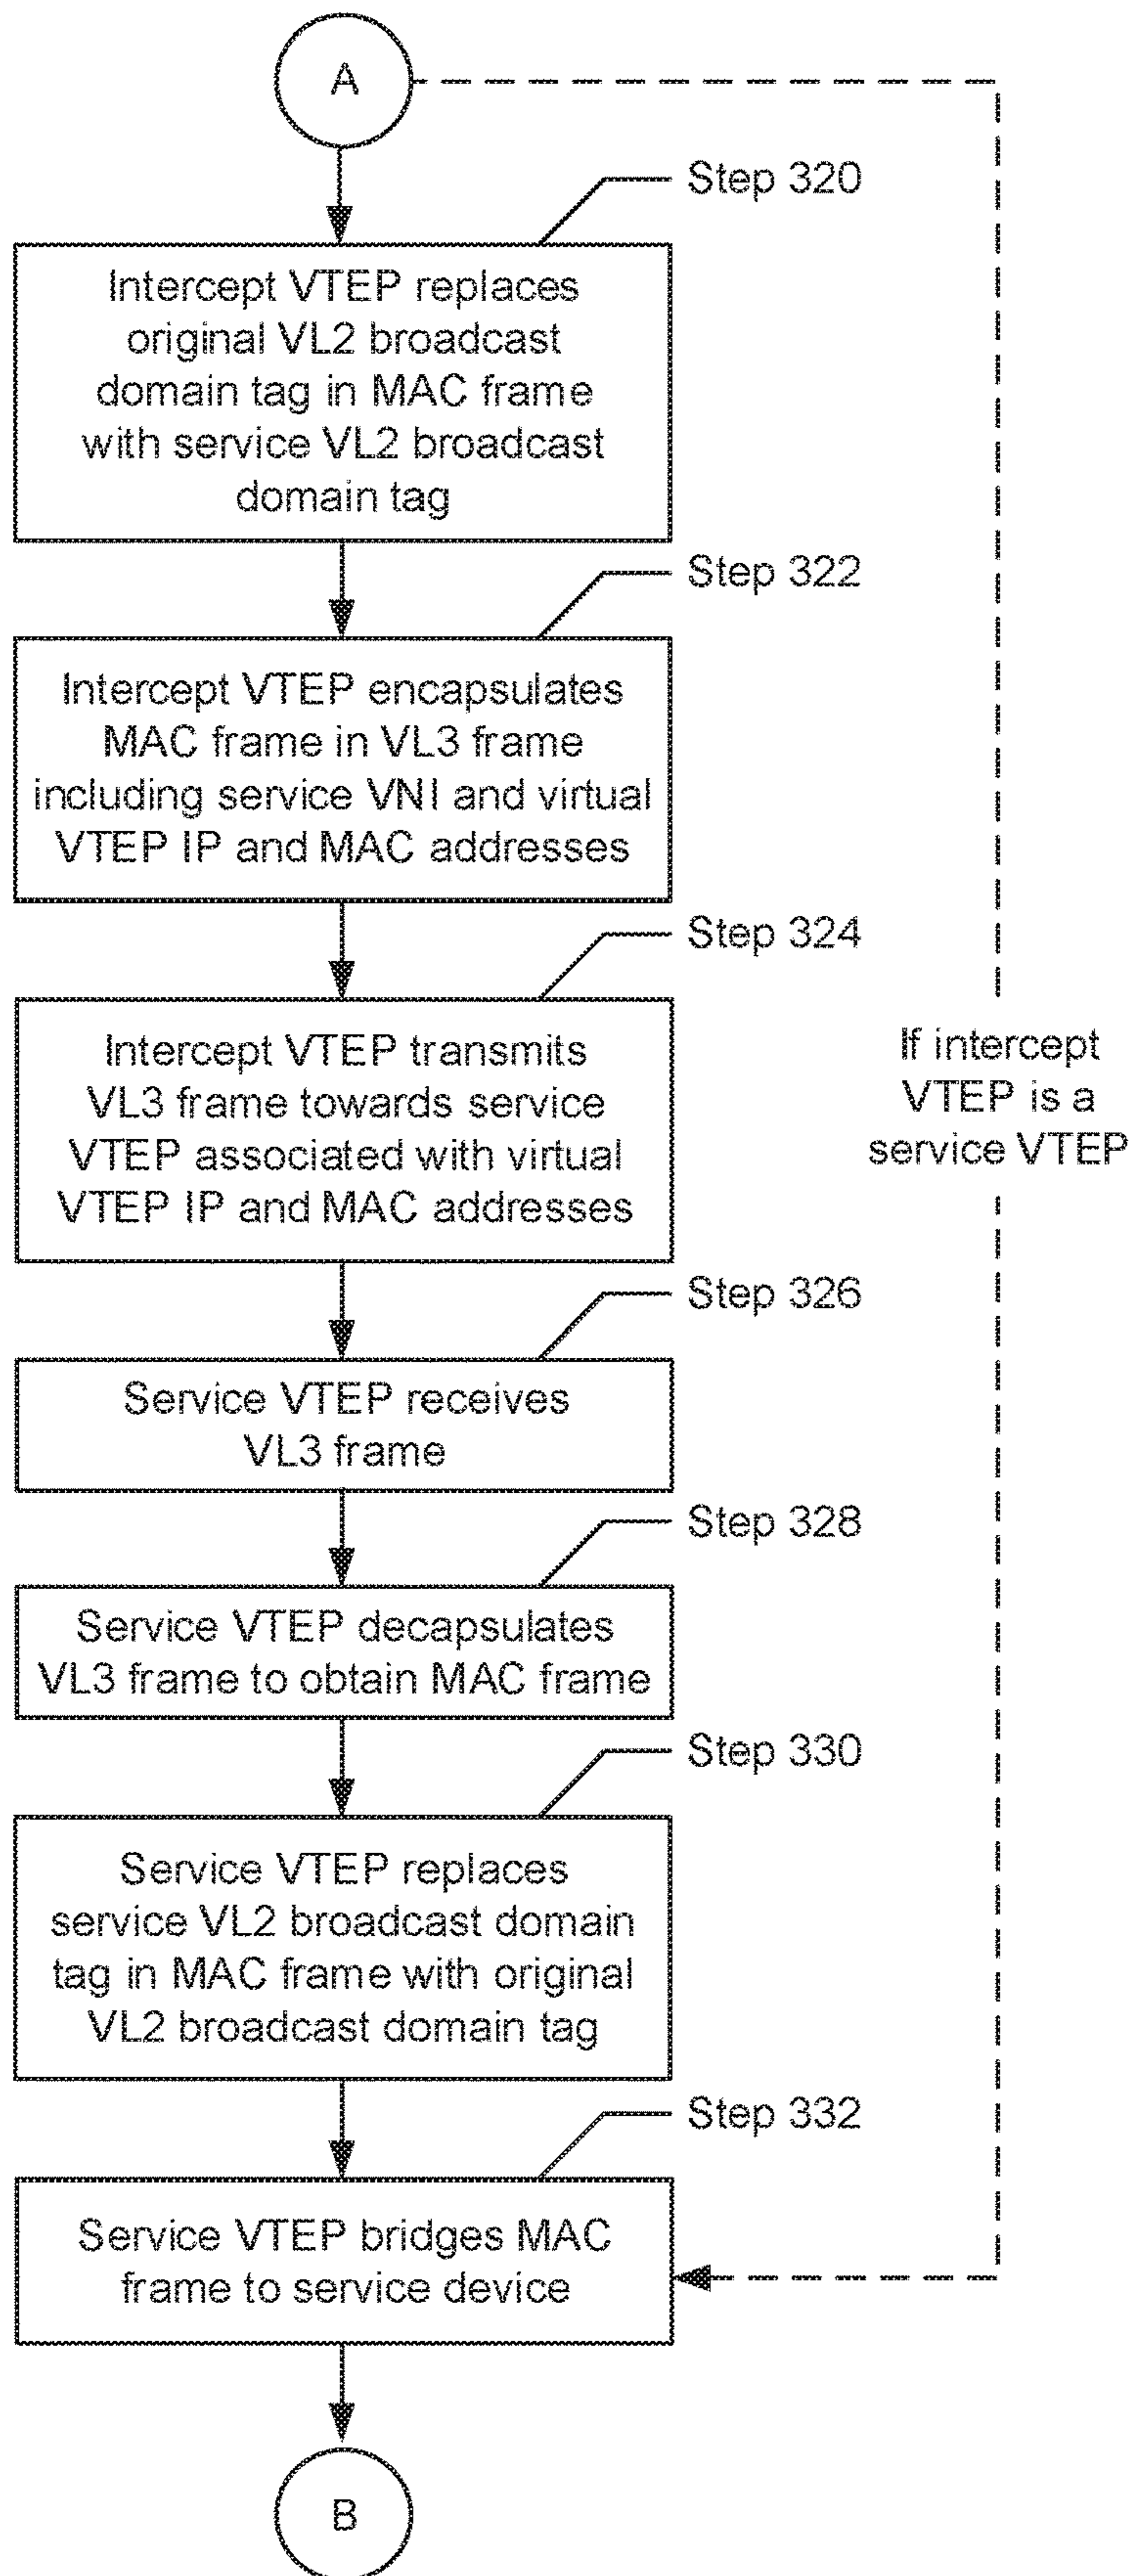 A
Step 320
Intercept VTEP replaces
original VL2 broadcast
domain tag in MAC frame
with service VL2 broadcast
domain tag
Step 322
Intercept VTEP encapsulates
MAC frame in VL3 frame
including service VNI and virtual
VTEP IP and MAC addresses
Step 324
Intercept VTEP transmits
VL3 frame towards service
VTEP associated with virtual
VTEP IP and MAC addresses
If intercept
VTEP is a
service VTEP
Step 326
Service VTEP receives
VL3 frame
Step 328
Service VTEP decapsulates
VL3 frame to obtain MAC frame
Step 330
Service VTEP replaces
service VL2 broadcast domain
tag in MAC frame with original
VL2 broadcast domain tag
Step 332
Service VTEP bridges MAC
frame to service device
B